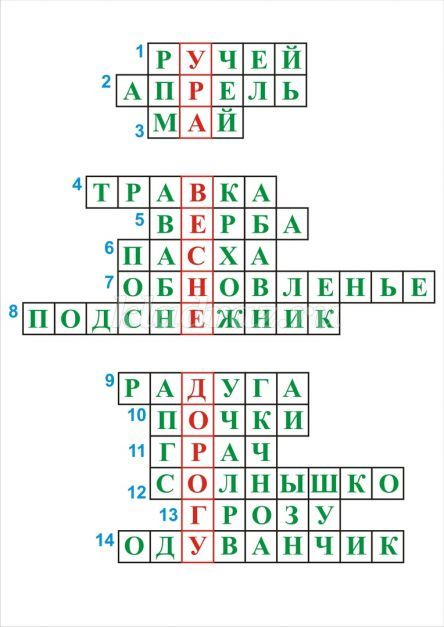 1 РУЧЕЙ
2 АПРЕЛЬ
3 МАЙ
4 ТРАВКА
5 ВЕРБА
6 ПАСХА
7 ОБНОВЛЕНЬЕ
8 ПОДСНЕЖНИК
9 РАДУГА
10 ПОЧКИ
11 ГРАЧ
12 СОЛНЫШКО
13 ГРОЗУ
14 ОДУВАНЧИК